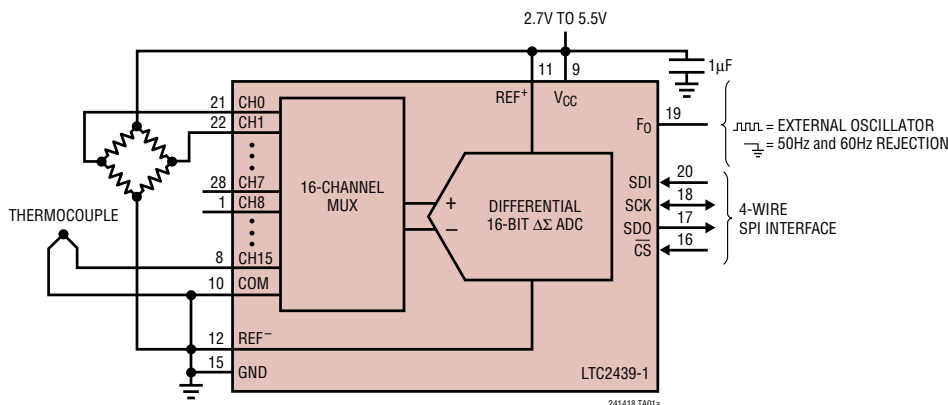 2.7V TO 5.5V
1µF
11 9
REF+ VCC
21 CH0
22 CH1
28 CH7
1 CH8
8 CH15
10 COM
12 REF–
15 GND
THERMOCOUPLE
16-CHANNEL
MUX
+
–
DIFFERENTIAL
16-BIT ΔΣ ADC
FO 19
= EXTERNAL OSCILLATOR
= 50Hz and 60Hz REJECTION
SDI 20
SCK 18
SDO 17
CS 16
4-WIRE
SPI INTERFACE
LTC2439-1
241418 TA01a